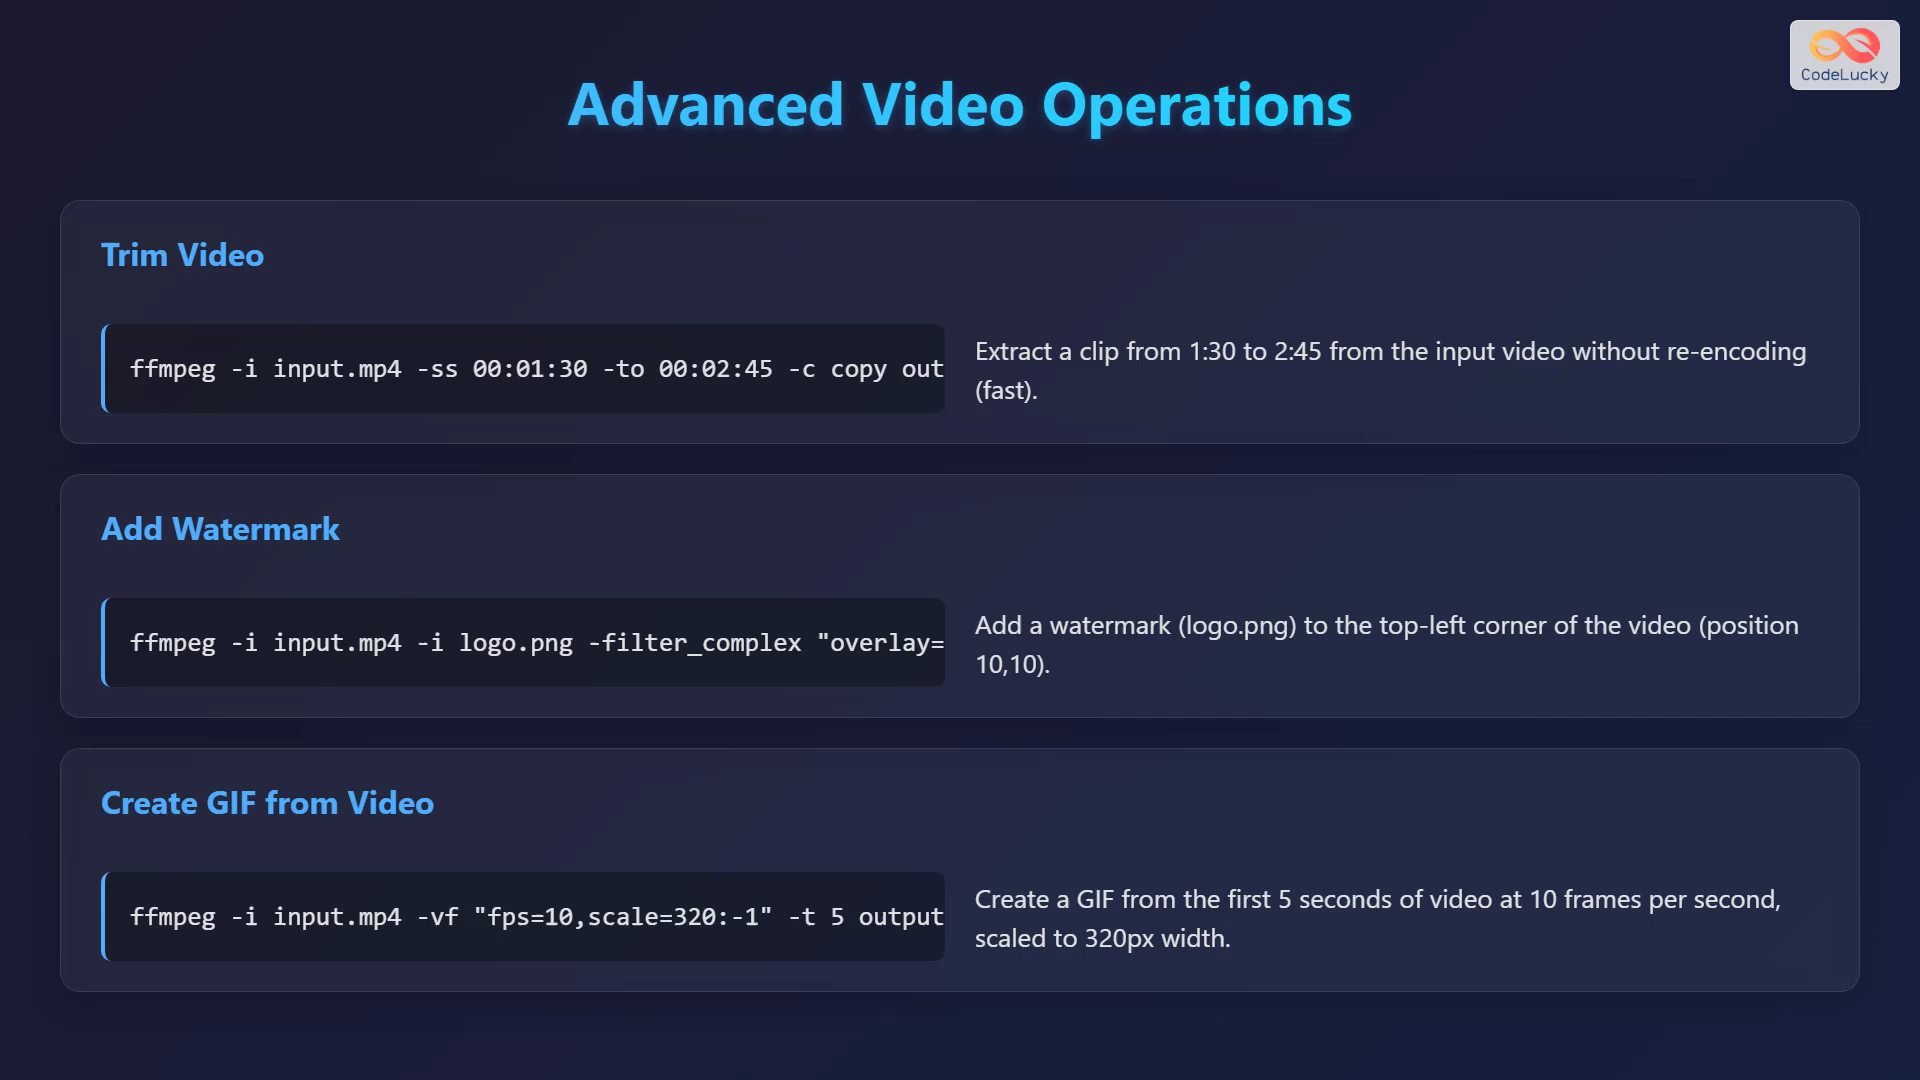 CodeLucky
Advanced Video Operations
Trim Video
ffmpeg -i input.mp4 -ss 00:01:30 -to 00:02:45 -c copy out
Extract a clip from 1:30 to 2:45 from the input video without re-encoding
(fast).
Add Watermark
ffmpeg -i input.mp4 -i logo.png -filter_complex "overlay=
Add a watermark (logo.png) to the top-left corner of the video (position
10,10).
Create GIF from Video
ffmpeg -i input.mp4 -vf "fps=10,scale=320:-1" -t 5 output
Create a GIF from the first 5 seconds of video at 10 frames per second,
scaled to 320px width.